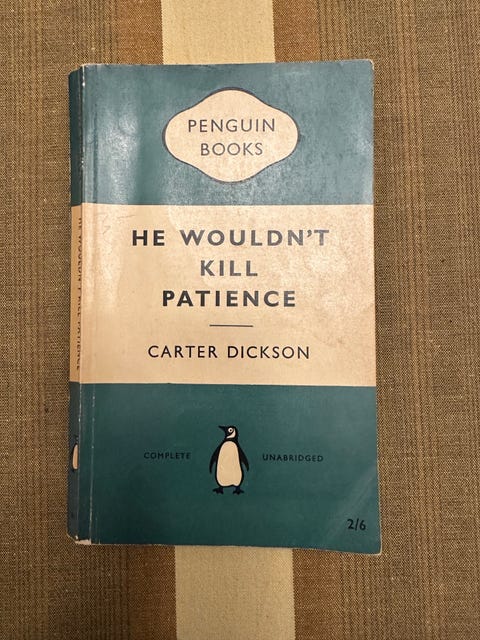 PENGUIN
BOOKS
HE WOULDN'T
KILL
PATIENCE
CARTER DICKSON
COMPLETE UNABRIDGED
2/6
HE WOULDN'T KILL PATIENCE